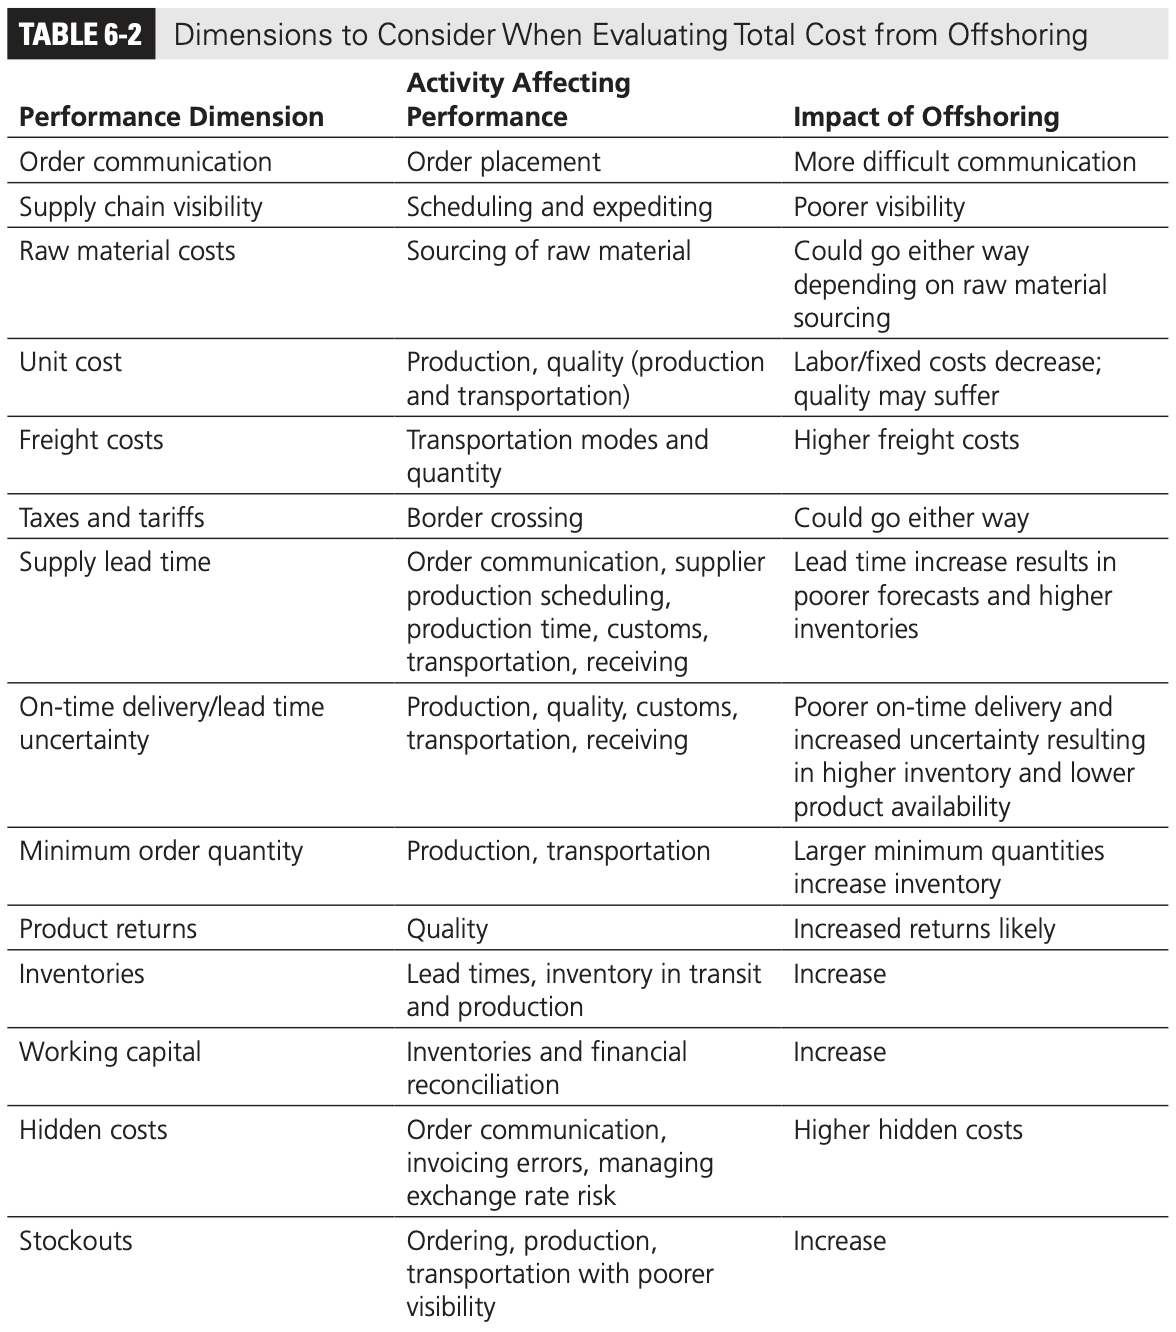 TABLE 6-2 Dimensions to Consider When Evaluating Total Cost from Offshoring
Performance Dimension
Activity Affecting
Performance
Impact of Offshoring
Order communication
Order placement
More difficult communication
Supply chain visibility
Scheduling and expediting
Poorer visibility
Raw material costs
Sourcing of raw material
Could go either way
depending on raw material
sourcing
Unit cost
Production, quality (production
and transportation)
Labor/fixed costs decrease;
quality may suffer
Freight costs
Transportation modes and
quantity
Higher freight costs
Taxes and tariffs
Border crossing
Could go either way
Supply lead time
Order communication, supplier
production scheduling,
production time, customs,
transportation, receiving
Lead time increase results in
poorer forecasts and higher
inventories
On-time delivery/lead time
uncertainty
Production, quality, customs,
transportation, receiving
Poorer on-time delivery and
increased uncertainty resulting
in higher inventory and lower
product availability
Minimum order quantity
Production, transportation
Larger minimum quantities
increase inventory
Product returns
Quality
Increased returns likely
Inventories
Lead times, inventory in transit
and production
Increase
Working capital
Inventories and financial
reconciliation
Increase
Hidden costs
Order communication,
invoicing errors, managing
exchange rate risk
Higher hidden costs
Stockouts
Ordering, production,
transportation with poorer
visibility
Increase